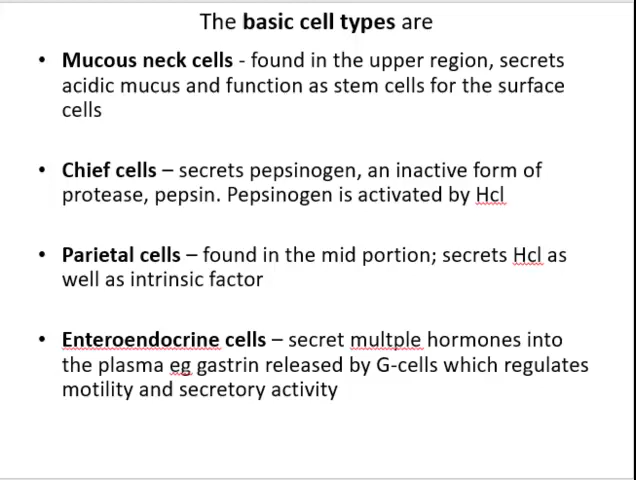 The basic cell types are
• Mucous neck cells - found in the upper region, secrets
acidic mucus and function as stem cells for the surface
cells
• Chief cells – secrets pepsinogen, an inactive form of
protease, pepsin. Pepsinogen is activated by Hcl
• Parietal cells – found in the mid portion; secrets Hcl as
well as intrinsic factor
• Enteroendocrine cells – secret multple hormones into
the plasma eg gastrin released by G-cells which regulates
motility and secretory activity